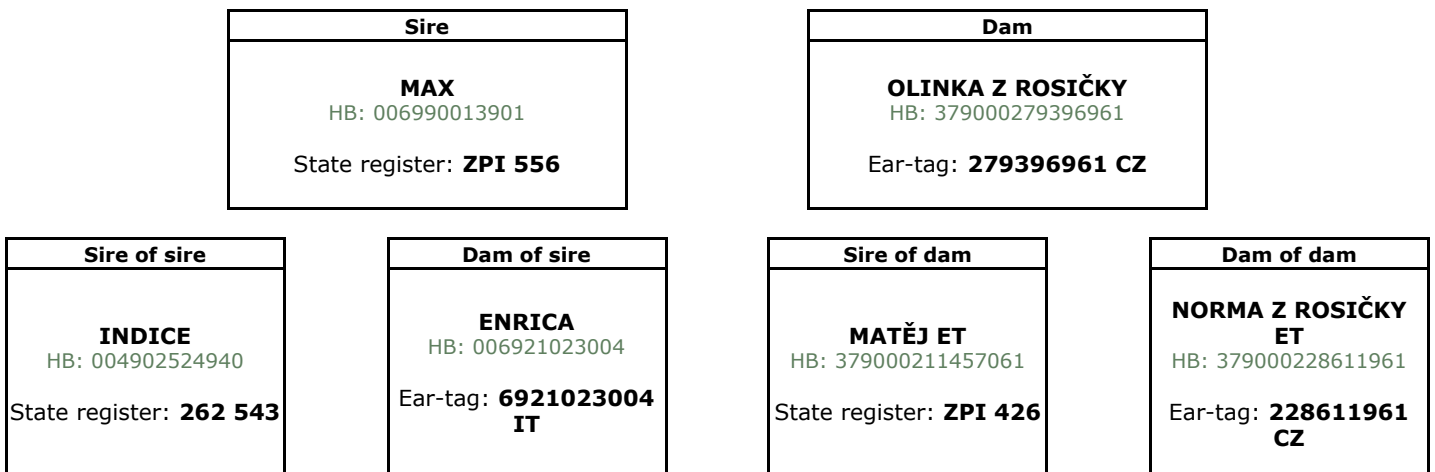 Sire
MAX
HB: 006990013901
State register: ZPI 556
Dam
OLINKA Z ROSIČKY
HB: 379000279396961
Ear-tag: 279396961 CZ
Sire of sire
INDICE
HB: 004902524940
State register: 262 543
Dam of sire
ENRICA
HB: 006921023004
Ear-tag: 6921023004
IT
Sire of dam
MATĚJ ET
HB: 379000211457061
State register: ZPI 426
Dam of dam
NORMA Z ROSIČKY
ET
HB: 379000228611961
Ear-tag: 228611961
CZ